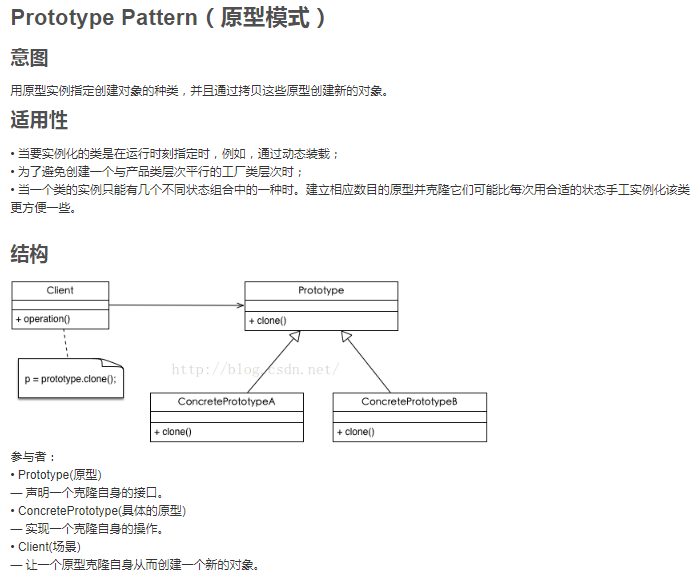 Prototype Pattern（原型模式）
意图
用原型实例指定创建对象的种类，并且通过拷贝这些原型创建新的对象。
适用性
• 当要实例化的类是在运行时刻指定时，例如，通过动态装载；
• 为了避免创建一个与产品类层次平行的工厂类层次时；
• 当一个类的实例只能有几个不同状态组合中的一种时。建立相应数目的原型并克隆它们可能比每次用合适的状态手工实例化该类
更方便一些。
结构
Client
Prototype
+ operation()
+ clone()
p = prototype.clone();
http://blog.csdn.net/
ConcretePrototypeA
ConcretePrototypeB
+ clone()
+ clone()
参与者：
• Prototype(原型)
— 声明一个克隆自身的接口。
• ConcretePrototype(具体的原型)
— 实现一个克隆自身的操作。
• Client(场景)
— 让一个原型克隆自身从而创建一个新的对象。